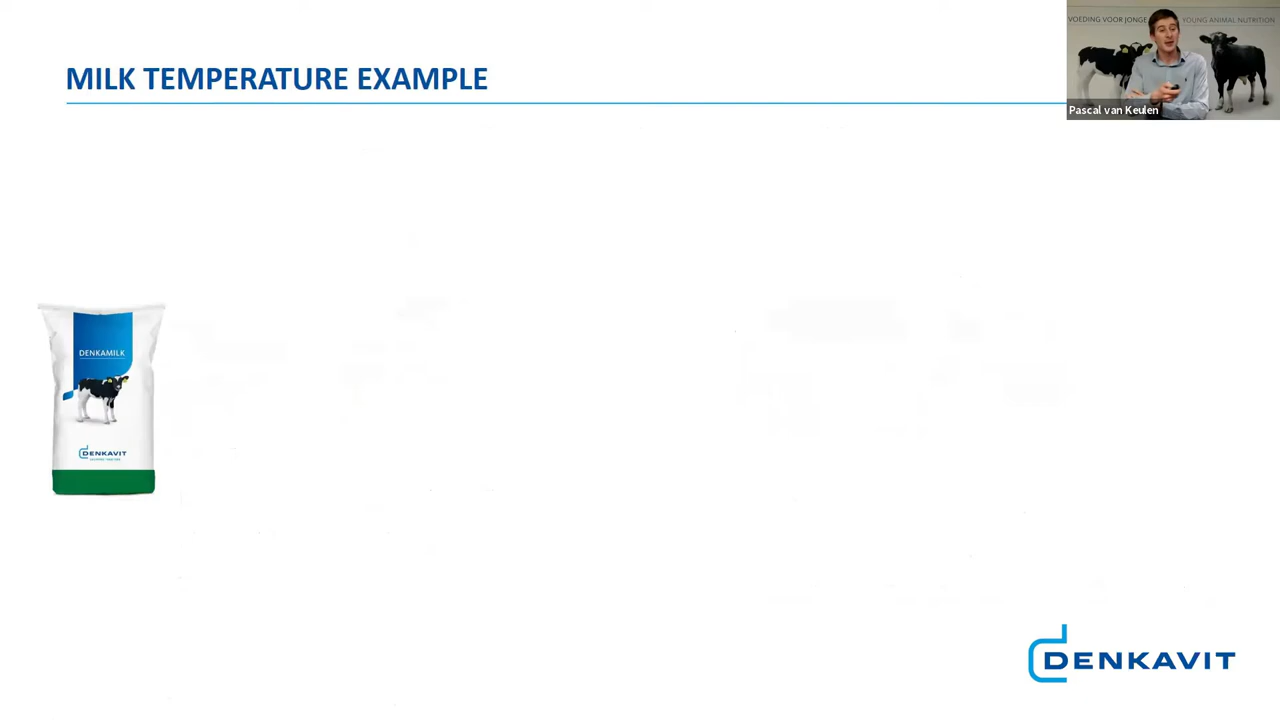 MILK TEMPERATURE EXAMPLE
VOEDING VOOR JONGE
YOUNG ANIMAL NUTRITION
Pascal van Keulen
DENKAMILK
DENKAVIT
DENKAVIT